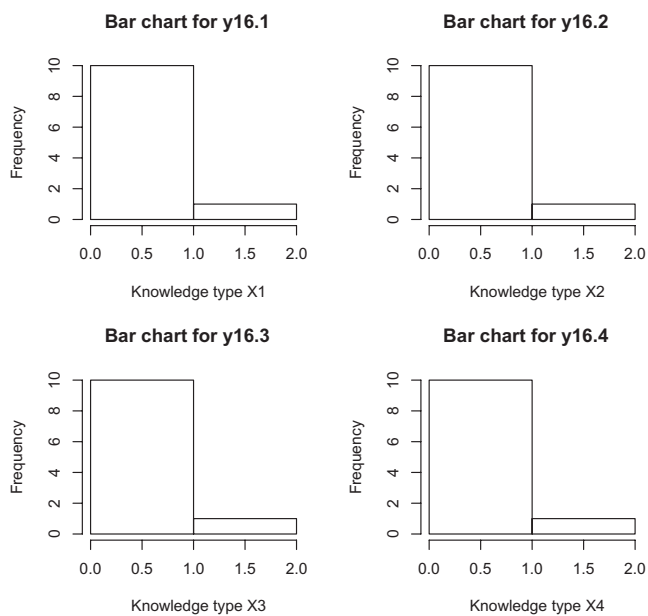 Bar chart for y16.1
Frequency
10
8
6
4
2
0
0.0 0.5 1.0 1.5 2.0
Knowledge type X1
Bar chart for y16.2
Frequency
10
8
6
4
2
0
0.0 0.5 1.0 1.5 2.0
Knowledge type X2
Bar chart for y16.3
Frequency
10
8
6
4
2
0
0.0 0.5 1.0 1.5 2.0
Knowledge type X3
Bar chart for y16.4
Frequency
10
8
6
4
2
0
0.0 0.5 1.0 1.5 2.0
Knowledge type X4